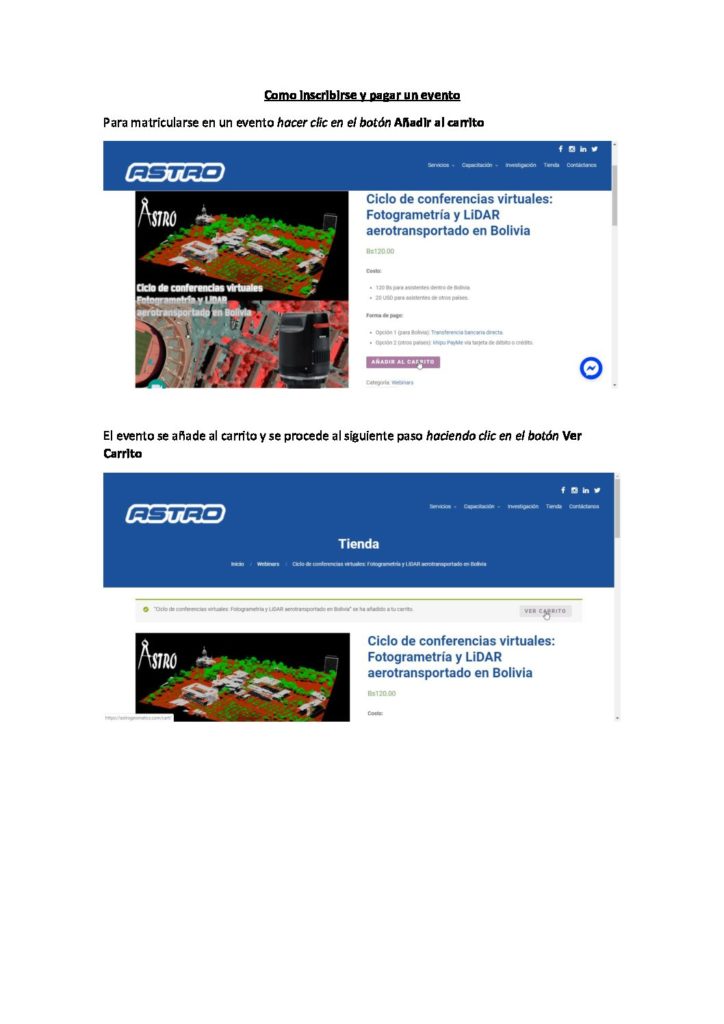 Como inscribirse y pagar un evento
Para matricularse en un evento hacer clic en el botón Añadir al carrito
ASTRO
Servicios Capacitación Investigación Tienda Contáctanos
ASTRO
Ciclo de conferencias virtuales
Fotogrametría y LiDAR
aerotransportado en Bolivia
Ciclo de conferencias virtuales:
Fotogrametría y LiDAR
aerotransportado en Bolivia
Bs120.00
Costo:
120 Bs para asistentes dentro de Bolivia.
20 USD para asistentes de otros países.
Forma de pago:
Opción 1 (para Bolivia): Transferencia bancaria directa.
Opción 2 (otros países): khipu PayMe vía tarjeta de débito o crédito.
AÑADIR AL CARRITO
Categoría: Webinars
El evento se añade al carrito y se procede al siguiente paso haciendo clic en el botón Ver
Carrito
ASTRO
Servicios Capacitación Investigación Tienda Contáctanos
Tienda
Inicio / Webinars / Ciclo de conferencias virtuales: Fotogrametría y LiDAR aerotransportado en Bolivia
"Ciclo de conferencias virtuales: Fotogrametría y LiDAR aerotransportado en Bolivia" se ha añadido a tu carrito.
VER CARRITO
ASTRO
Ciclo de conferencias virtuales:
Fotogrametría y LiDAR
aerotransportado en Bolivia
Bs120.00
Costo:
https://astrogeomatics.com/cart/